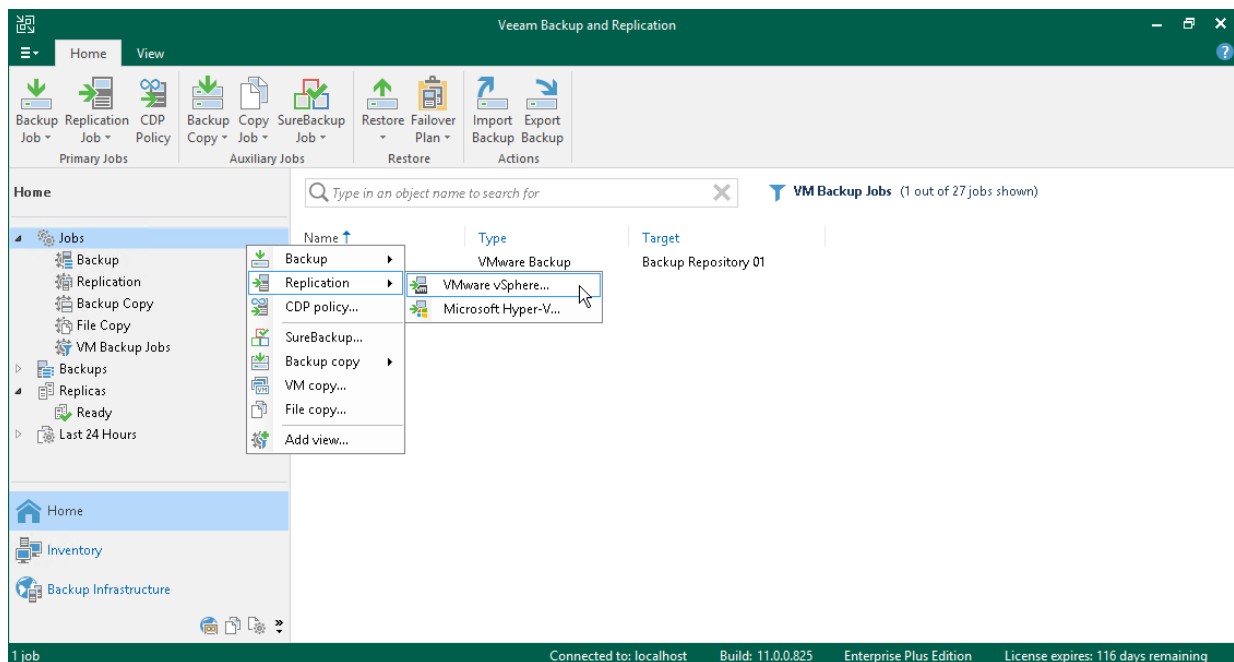 Veeam Backup and Replication
Home View
Backup Job Replication Job CDP Policy Backup Copy Copy Job SureBackup Job Restore Failover Plan Import Backup Export Backup
Primary Jobs Auxiliary Jobs Restore Actions
Home
Type in an object name to search for
VM Backup Jobs (1 out of 27 jobs shown)
Jobs
Backup
Replication
Backup Copy
File Copy
VM Backup Jobs
Backups
Replicas
Ready
Last 24 Hours
Name Type Target
VMware Backup Backup Repository 01
Backup
Replication
CDP policy...
SureBackup...
Backup copy
VM copy...
File copy...
Add view...
VMware vSphere...
Microsoft Hyper-V...
Home
Inventory
Backup Infrastructure
1 job Connected to: localhost Build: 11.0.0.825 Enterprise Plus Edition License expires: 116 days remaining